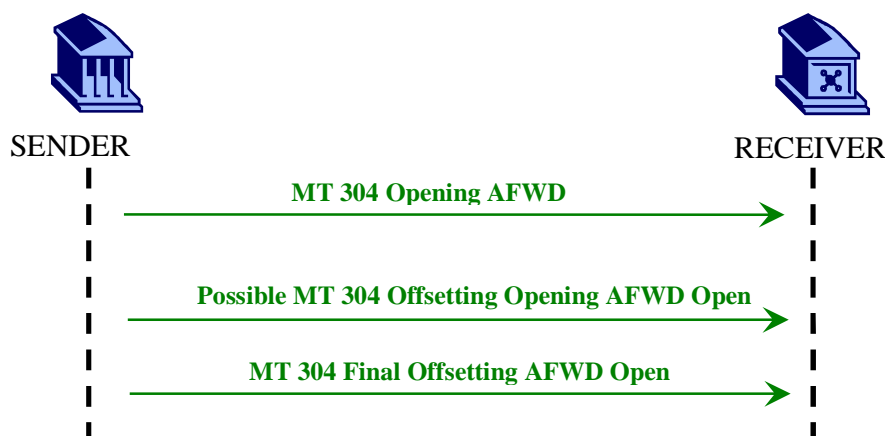 SENDER
RECEIVER
MT 304 Opening AFWD
Possible MT 304 Offsetting Opening AFWD Open
MT 304 Final Offsetting AFWD Open